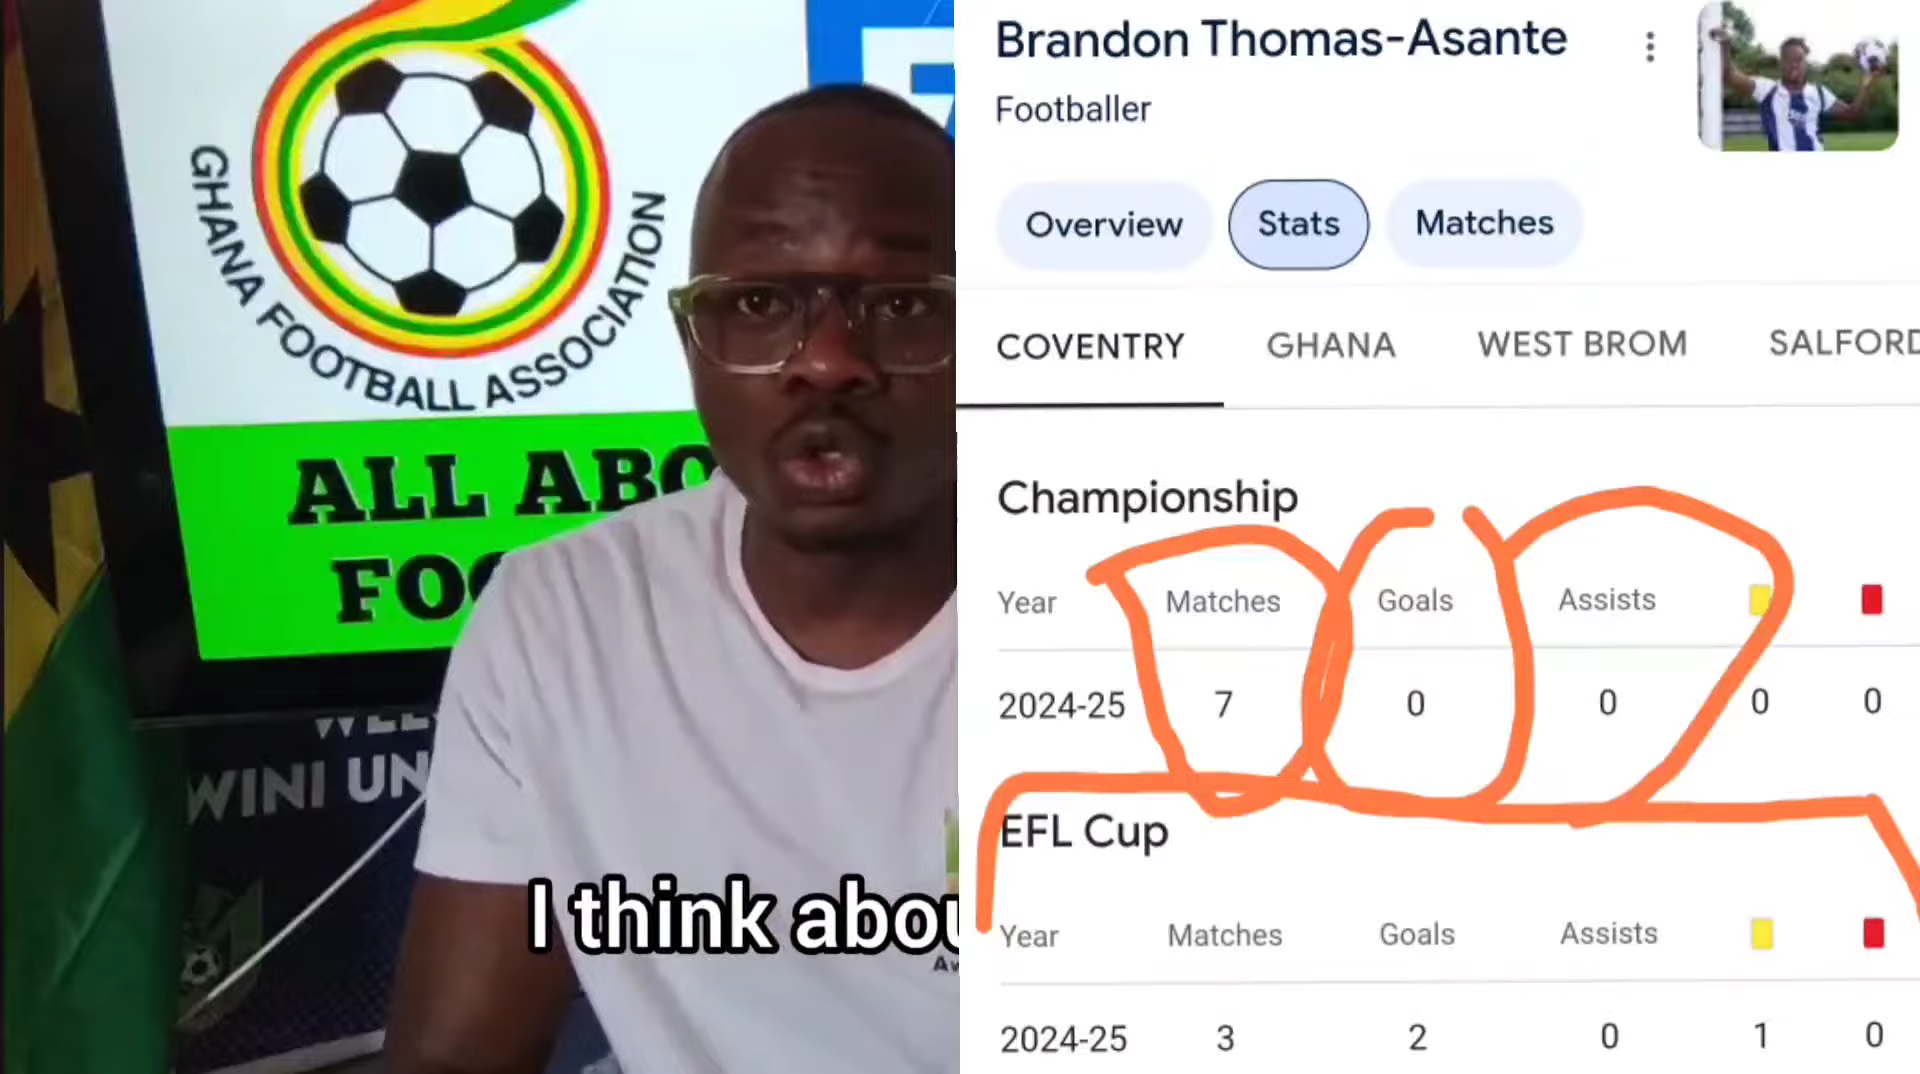 GHANA FOOTBALL ASSOCIATION
ALL ABO
FOO
WINI UN
I think abou
Brandon Thomas-Asante
Footballer
Overview Stats Matches
COVENTRY GHANA WEST BROM SALFORD
Championship
Year Matches Goals Assists
2024-25 7 0 0 0 0
EFL Cup
Year Matches Goals Assists
2024-25 3 2 0 1 0